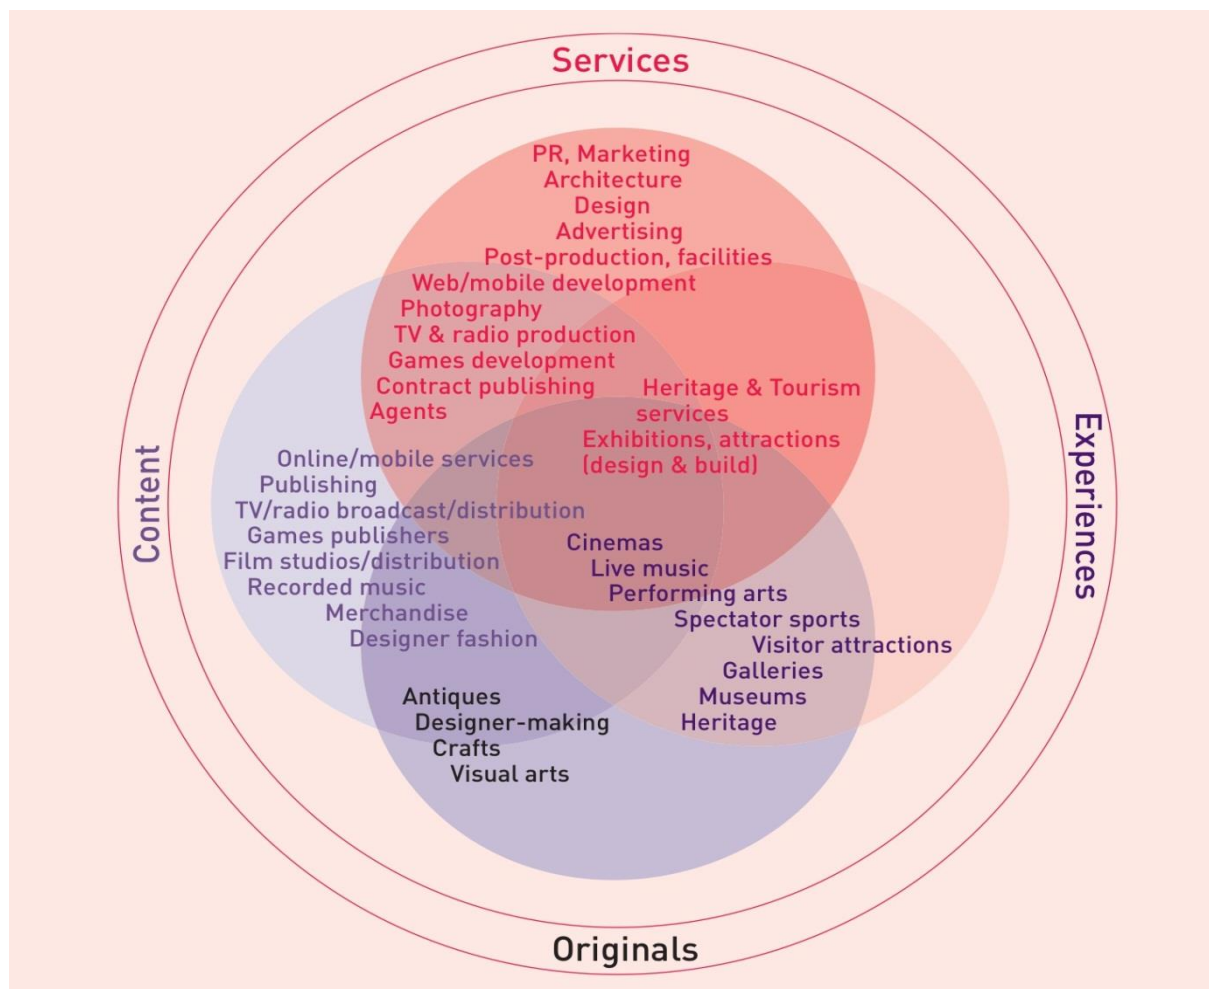 Services
PR, Marketing
Architecture
Design
Advertising
Post-production, facilities
Web/mobile development
Photography
TV & radio production
Games development
Contract publishing
Agents
Heritage & Tourism
services
Exhibitions, attractions
(design & build)
Content
Online/mobile services
Publishing
TV/radio broadcast/distribution
Games publishers
Film studios/distribution
Recorded music
Merchandise
Designer fashion
Experiences
Cinemas
Live music
Performing arts
Spectator sports
Visitor attractions
Galleries
Museums
Heritage
Antiques
Designer-making
Crafts
Visual arts
Originals